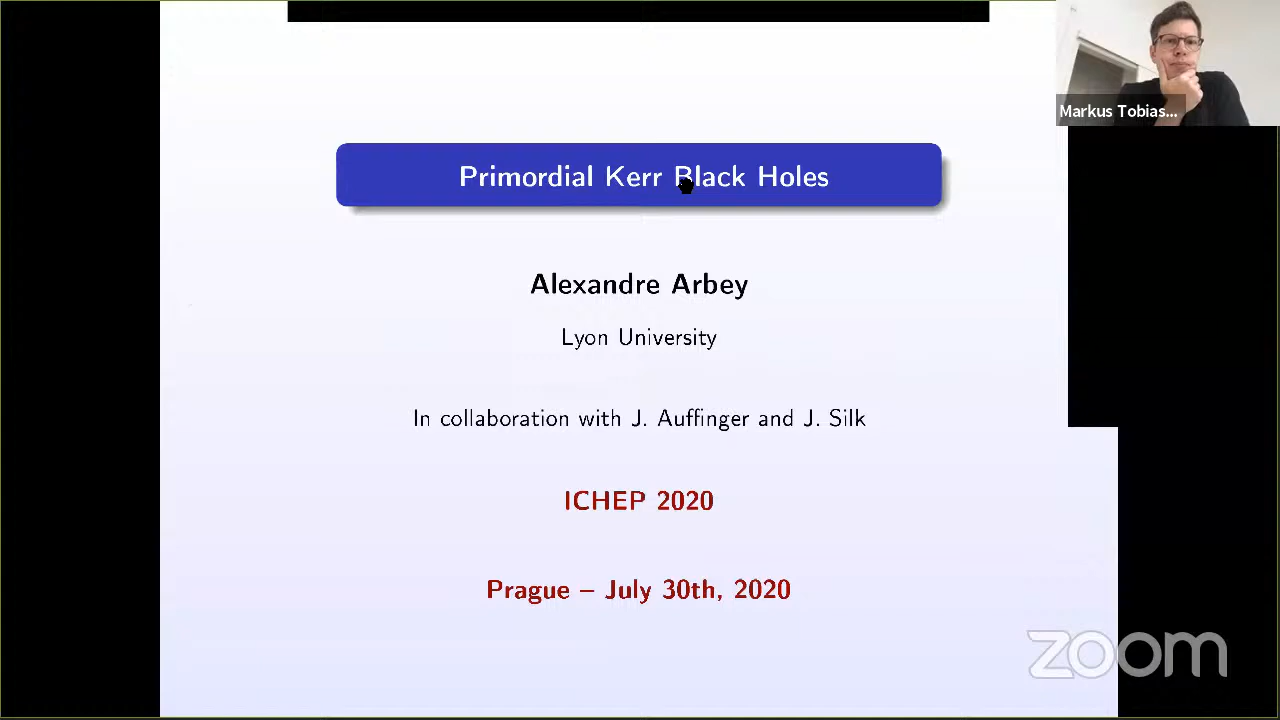 Primordial Kerr Black Holes
Markus Tobias...
Alexandre Arbey
Lyon University
In collaboration with J. Auffinger and J. Silk
ICHEP 2020
Prague – July 30th, 2020
zoom